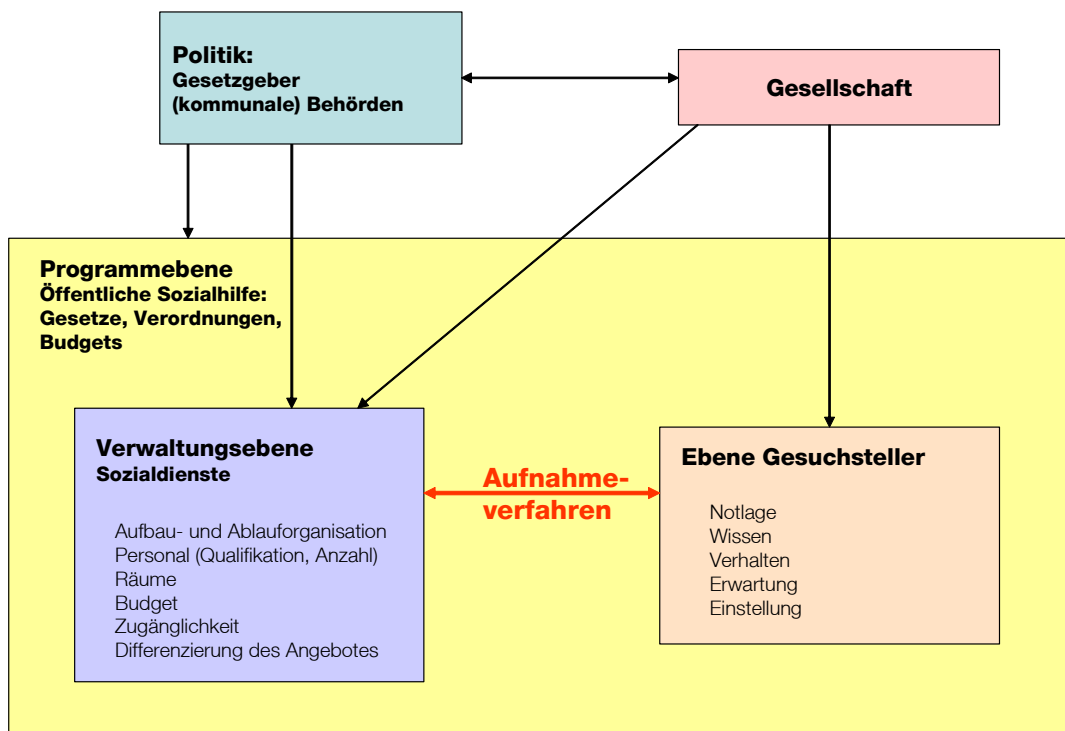 Politik:
Gesetzgeber
(kommunale) Behörden
Gesellschaft
Programmebene
Öffentliche Sozialhilfe:
Gesetze, Verordnungen,
Budgets
Verwaltungsebene
Sozialdienste
Aufbau- und Ablauforganisation
Personal (Qualifikation, Anzahl)
Räume
Budget
Zugänglichkeit
Differenzierung des Angebotes
Aufnahme-
verfahren
Ebene Gesuchsteller
Notlage
Wissen
Verhalten
Erwartung
Einstellung